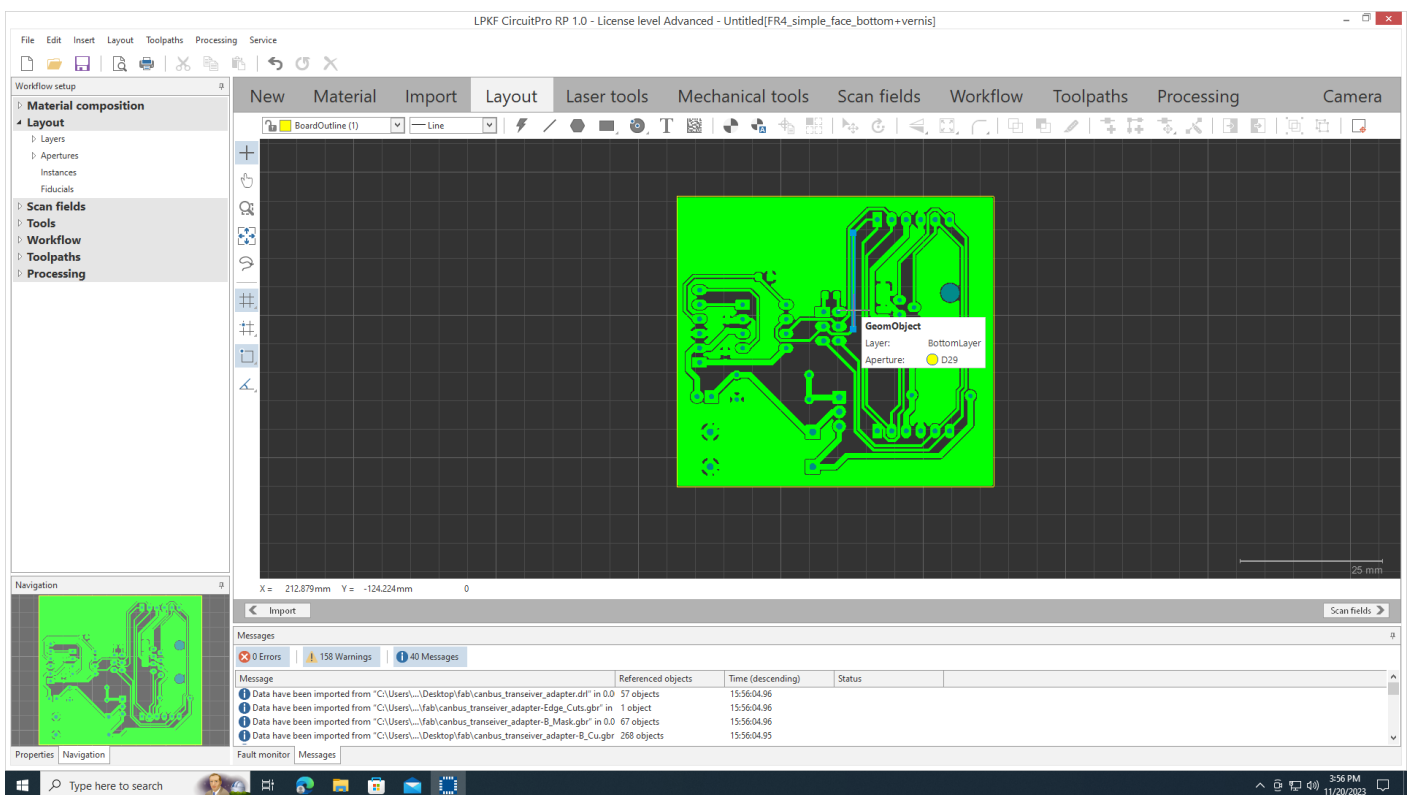 LPKF CircuitPro RP 1.0 - License level Advanced - Untitled[FR4_simple_face_bottom+vernis]
File Edit Insert Layout Toolpaths Processing Service
Workflow setup
Material composition
Layout
Layers
Apertures
Instances
Fiducials
Scan fields
Tools
Workflow
Toolpaths
Processing
New Material Import Layout Laser tools Mechanical tools Scan fields Workflow Toolpaths Processing Camera
BoardOutline (1) Line T
GeomObject
Layer: BottomLayer
Aperture: D29
25 mm
X = 212.879mm Y = -124.224mm 0
Import Scan fields
Navigation
Properties Navigation
Messages
0 Errors 158 Warnings 40 Messages
Message Referenced objects Time (descending) Status
Data have been imported from "C:\Users\...\Desktop\fab\canbus_transeiver_adapter.drl" in 0.0 57 objects 15:56:04.96
Data have been imported from "C:\Users\...\fab\canbus_transeiver_adapter-Edge_Cuts.gbr" in 1 object 15:56:04.96
Data have been imported from "C:\Users\...\fab\canbus_transeiver_adapter-B_Mask.gbr" in 0.0 67 objects 15:56:04.96
Data have been imported from "C:\Users\...\Desktop\fab\canbus_transeiver_adapter-B_Cu.gbr 268 objects 15:56:04.95
Fault monitor Messages
Type here to search
3:56 PM
11/20/2023